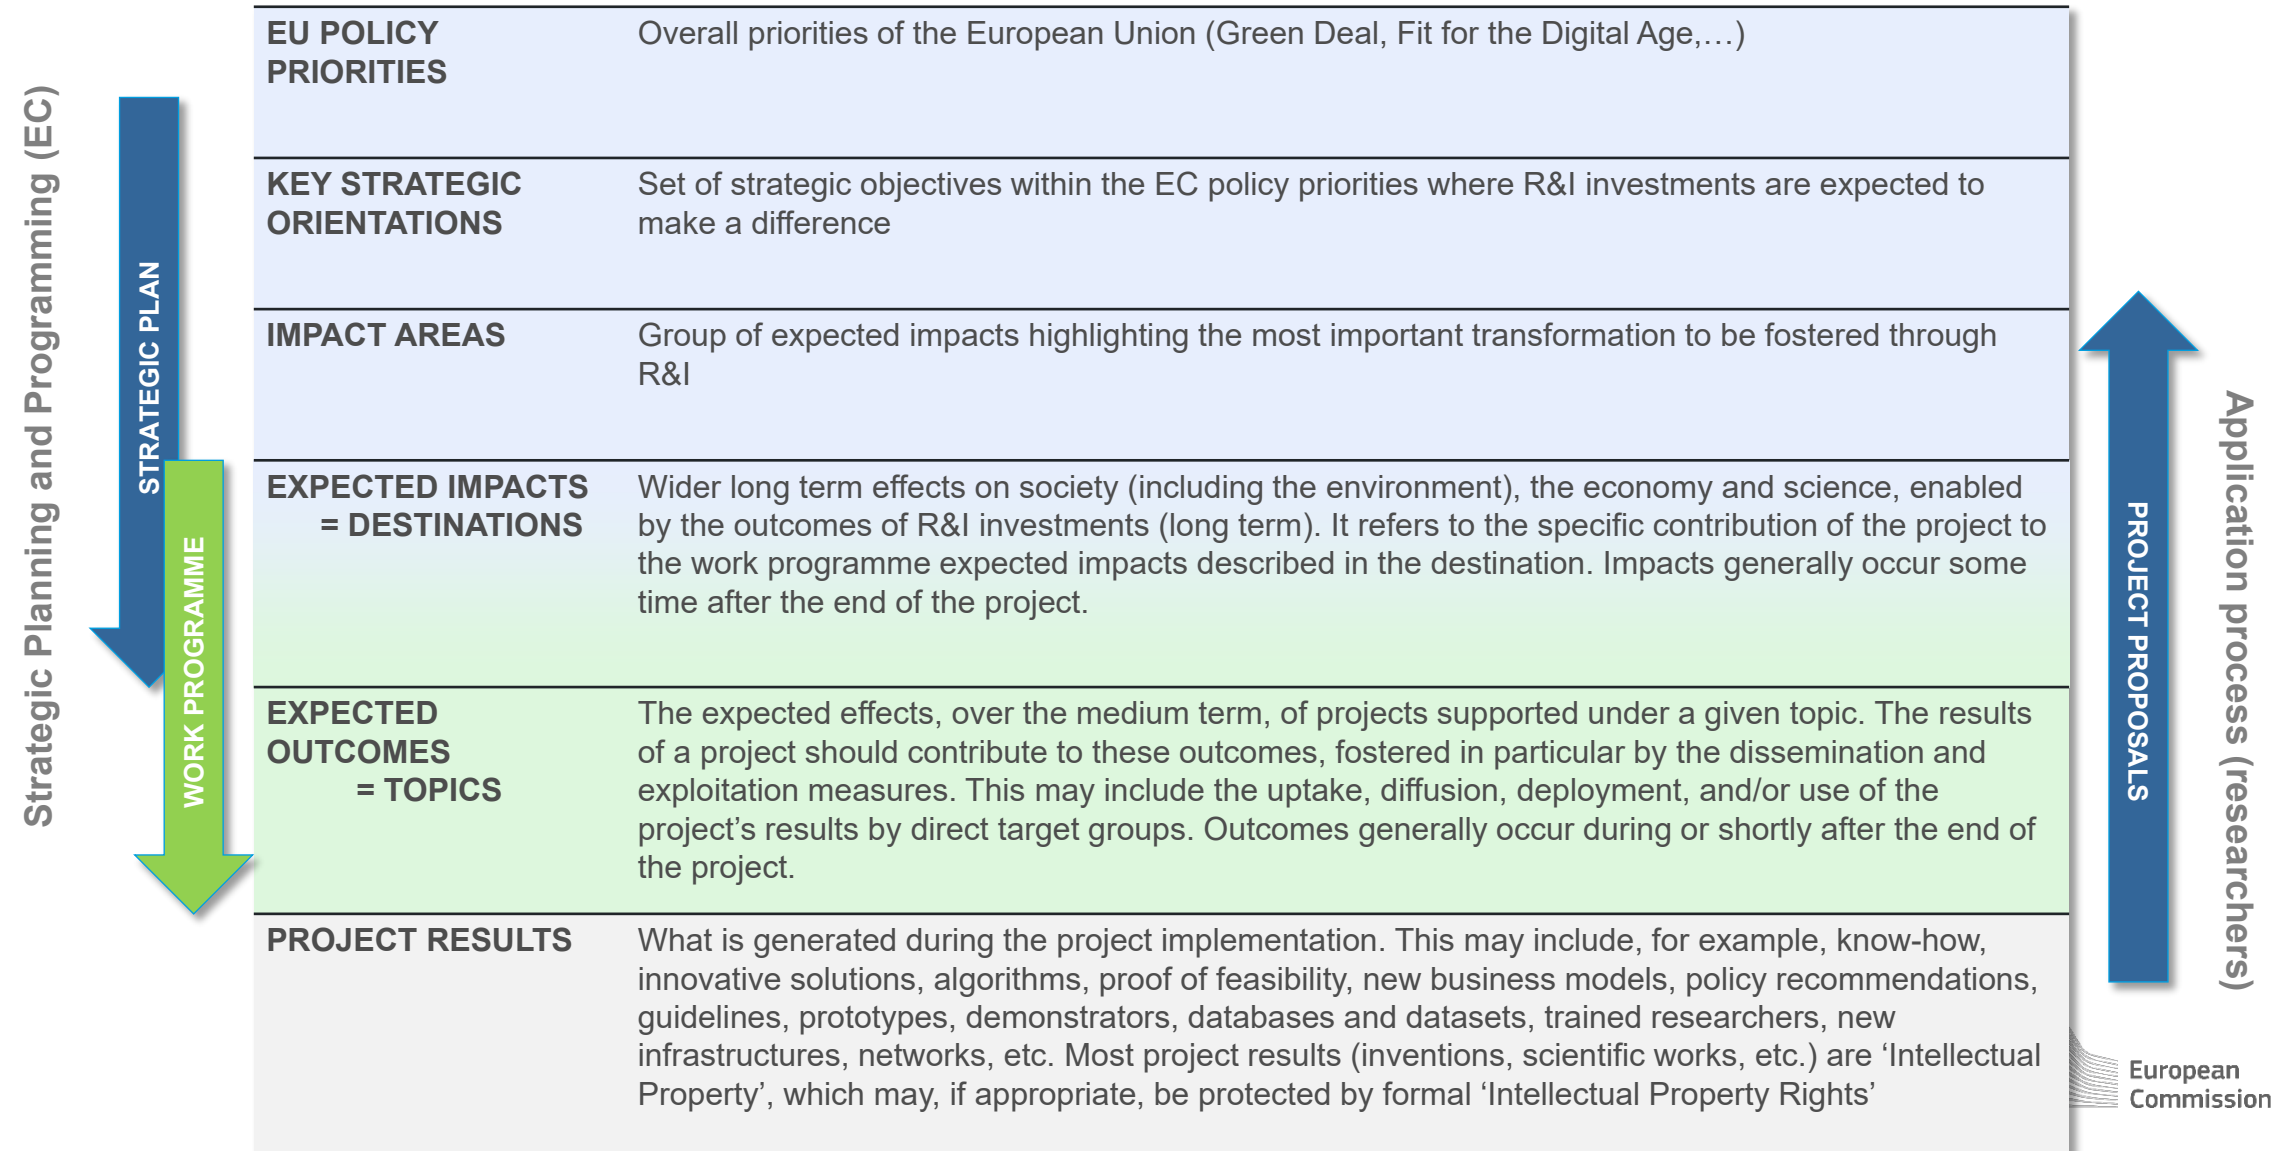 Strategic Planning and Programming (EC)
STRATEGIC PLAN
WORK PROGRAMME
EU POLICY
PRIORITIES
Overall priorities of the European Union (Green Deal, Fit for the Digital Age,…)
KEY STRATEGIC
ORIENTATIONS
Set of strategic objectives within the EC policy priorities where R&I investments are expected to
make a difference
IMPACT AREAS
Group of expected impacts highlighting the most important transformation to be fostered through
R&I
EXPECTED IMPACTS
= DESTINATIONS
Wider long term effects on society (including the environment), the economy and science, enabled
by the outcomes of R&I investments (long term). It refers to the specific contribution of the project to
the work programme expected impacts described in the destination. Impacts generally occur some
time after the end of the project.
EXPECTED
OUTCOMES
= TOPICS
The expected effects, over the medium term, of projects supported under a given topic. The results
of a project should contribute to these outcomes, fostered in particular by the dissemination and
exploitation measures. This may include the uptake, diffusion, deployment, and/or use of the
project’s results by direct target groups. Outcomes generally occur during or shortly after the end of
the project.
PROJECT RESULTS
What is generated during the project implementation. This may include, for example, know-how,
innovative solutions, algorithms, proof of feasibility, new business models, policy recommendations,
guidelines, prototypes, demonstrators, databases and datasets, trained researchers, new
infrastructures, networks, etc. Most project results (inventions, scientific works, etc.) are ‘Intellectual
Property’, which may, if appropriate, be protected by formal ‘Intellectual Property Rights’
PROJECT PROPOSALS
Application process (researchers)
European
Commission